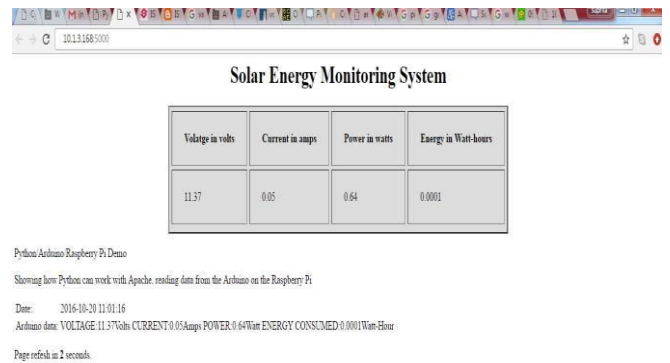 10.1.3.168:5000
Solar Energy Monitoring System
Volatge in volts Current in amps Power in watts Energy in Watt-hours
11.37 0.05 0.64 0.0001
Python/Arduino Raspberry Pi Demo
Showing how Python can work with Apache, reading data from the Arduino on the Raspberry Pi
Date: 2016-10-20 11:01:16
Arduino data: VOLTAGE:11.37Volts CURRENT:0.05Amps POWER:0.64Watt ENERGY CONSUMED:0.0001Watt-Hour
Page refesh in 2 seconds.